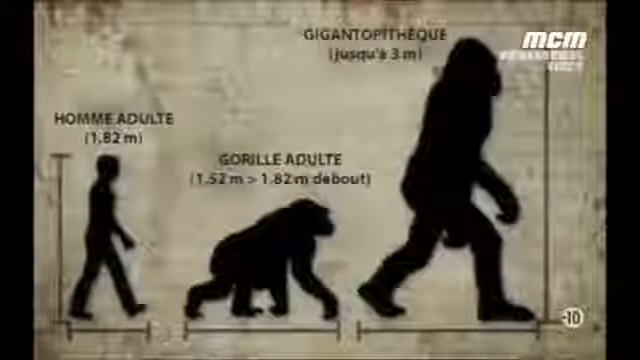 GIGANTOPITHÈQUE
(jusqu'à 3 m)
mcm
HOMME ADULTE
(1,82 m)
GORILLE ADULTE
(1,52 m > 1,82 m debout)
-10